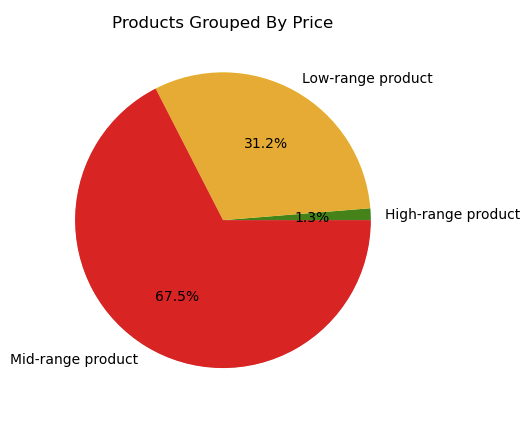 Products Grouped By Price
Low-range product
31.2%
1.3%
High-range product
67.5%
Mid-range product